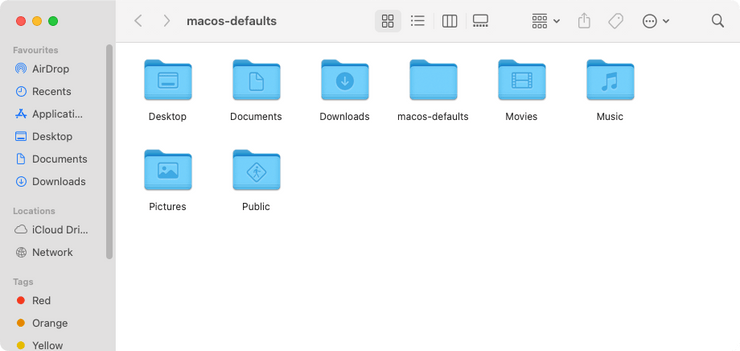 macos-defaults
Favourites
AirDrop
Recents
Applicati...
Desktop
Documents
Downloads
Locations
iCloud Dri...
Network
Tags
Red
Orange
Yellow
Desktop Documents Downloads macos-defaults Movies Music
Pictures Public